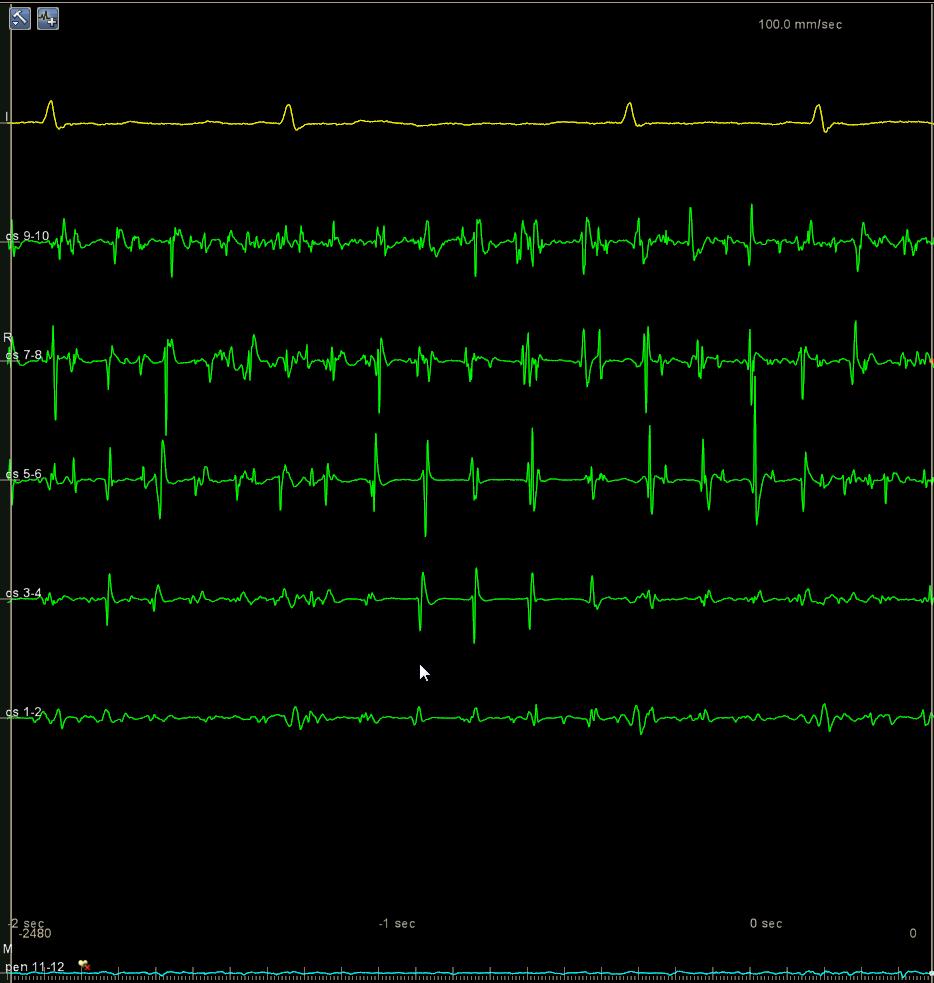 100.0 mm/sec
I
cs 9-10
R
cs 7-8
cs 5-6
cs 3-4
cs 1-2
-2 sec -1 sec 0 sec
-2480 0
M
pen 11-12